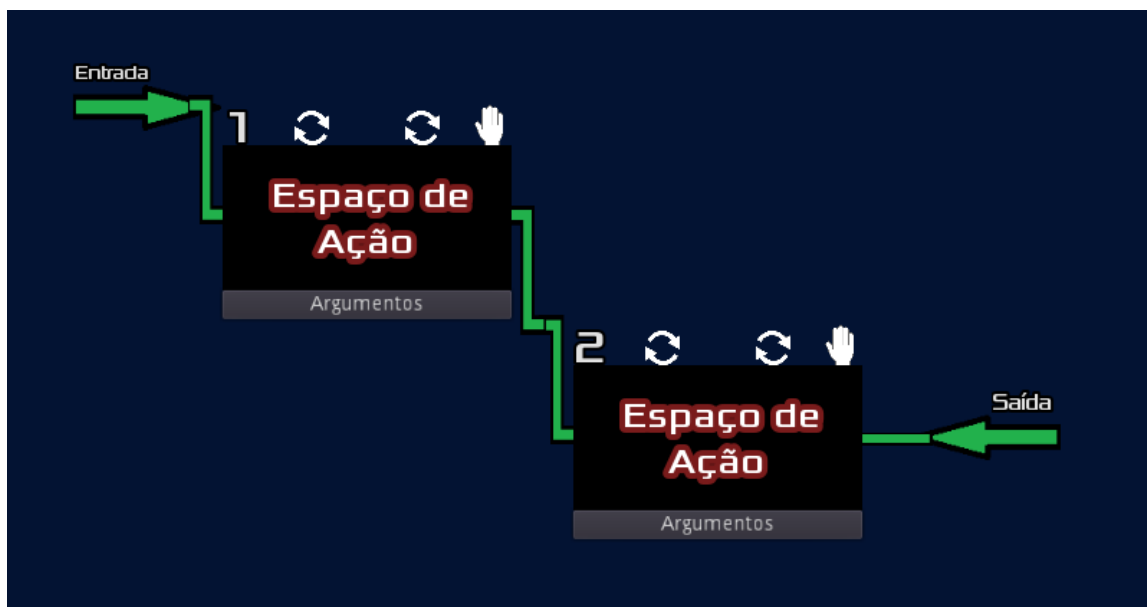 Entrada
1
Espaço de
Ação
Argumentos
2
Espaço de
Ação
Argumentos
Saída